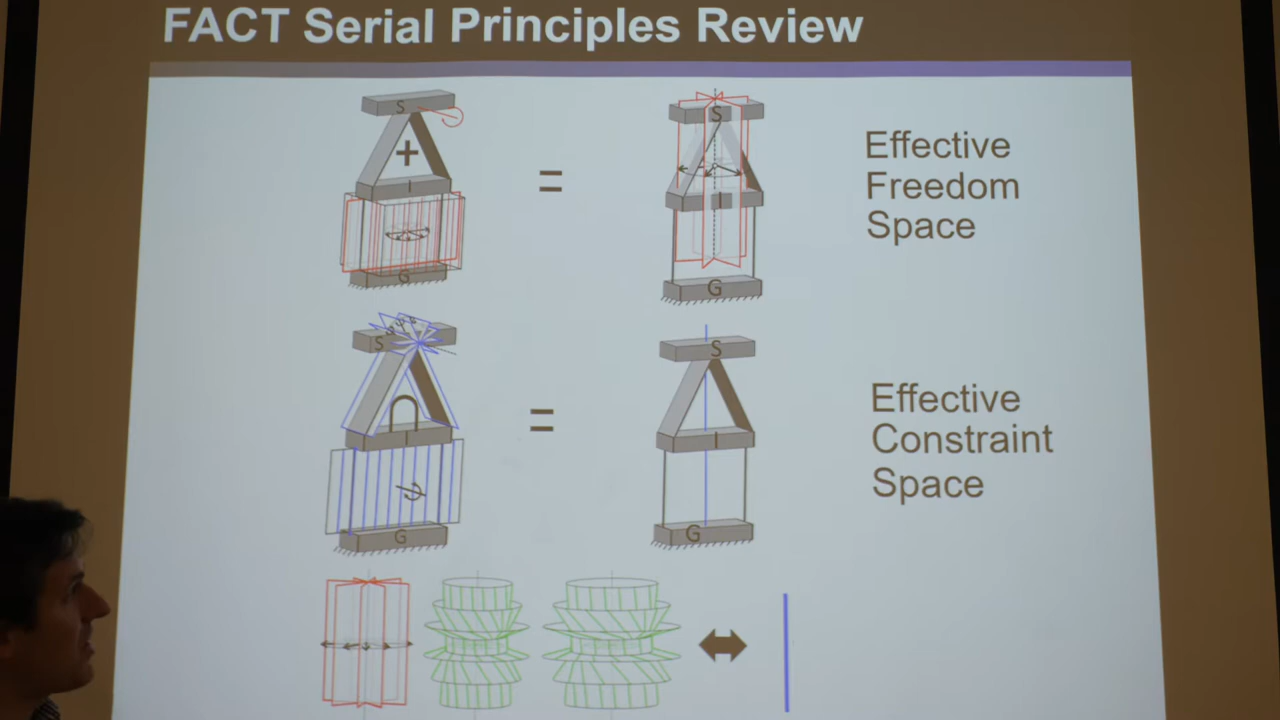 FACT Serial Principles Review
S
S
+
=
I
I
G
G
Effective
Freedom
Space
S
S
=
I
I
G
G
Effective
Constraint
Space